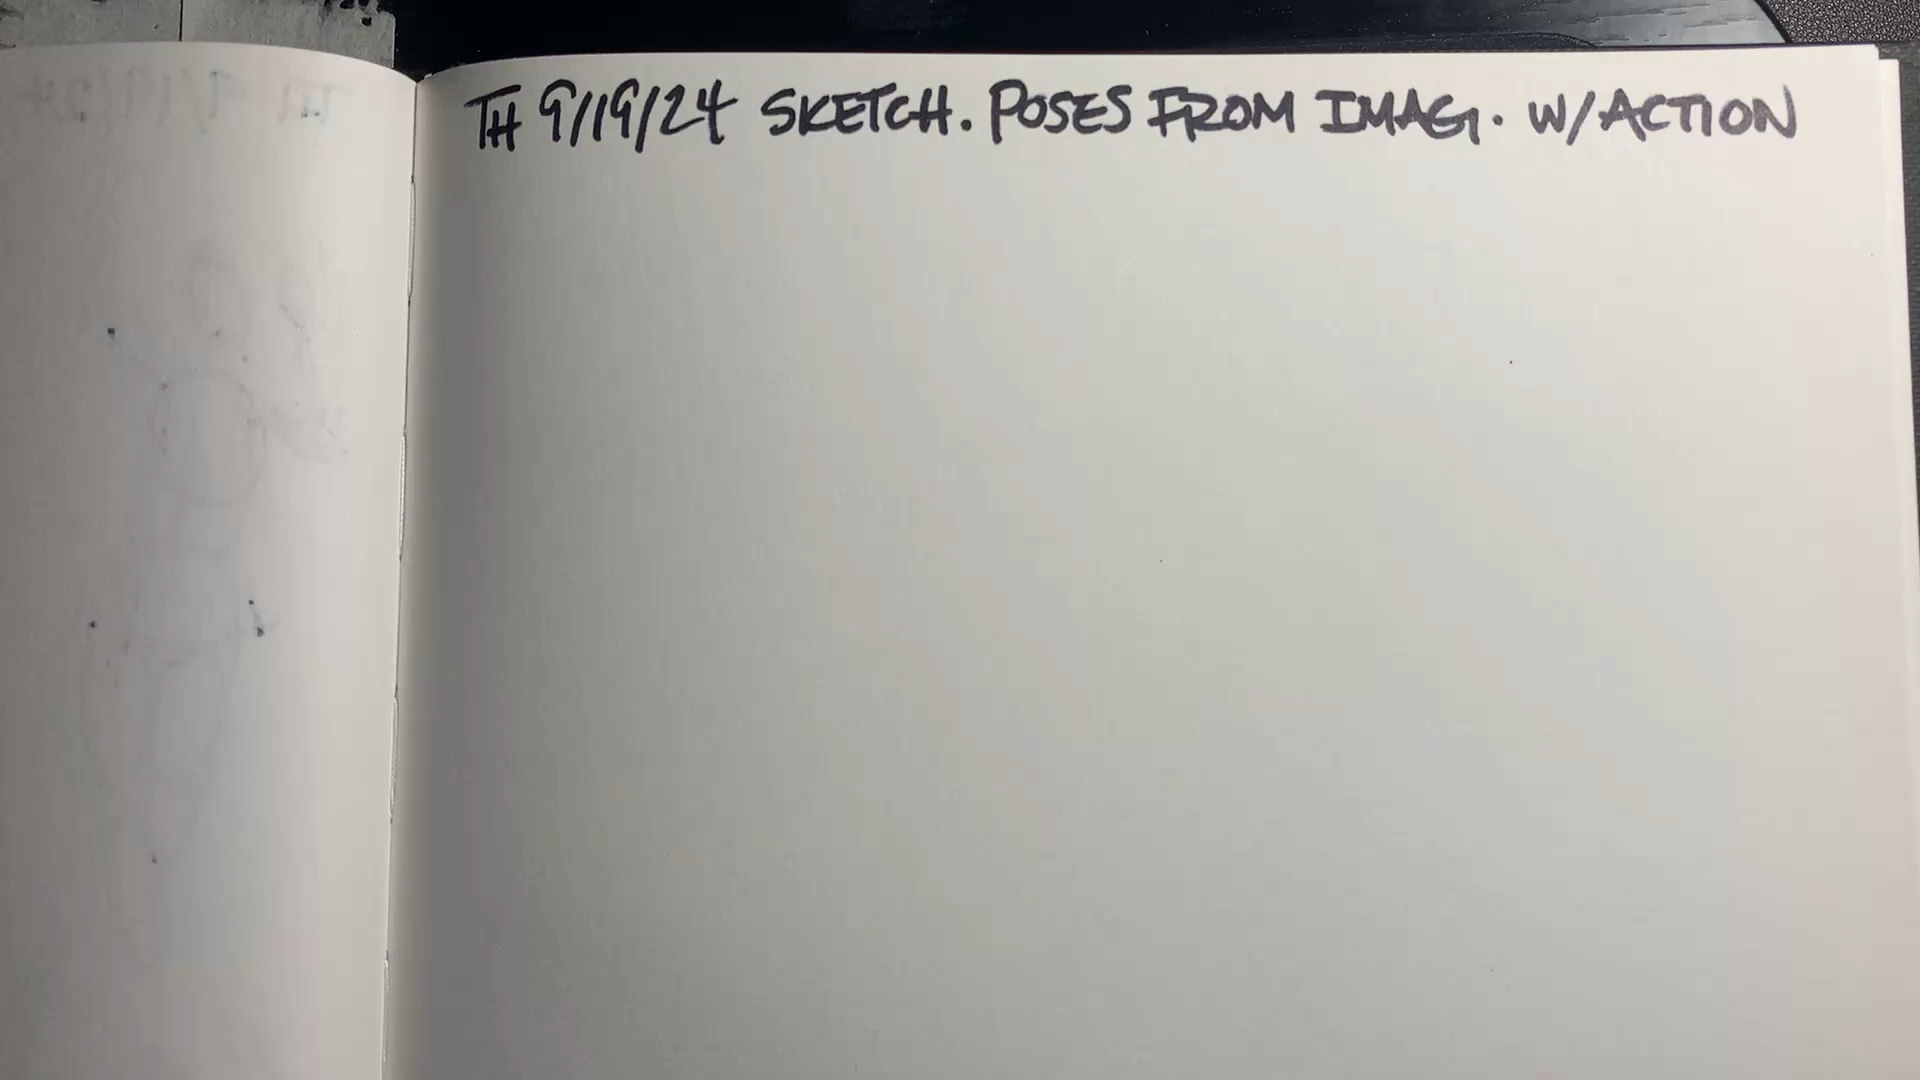 TH 9/19/24 SKETCH. POSES FROM IMAG. W/ACTION